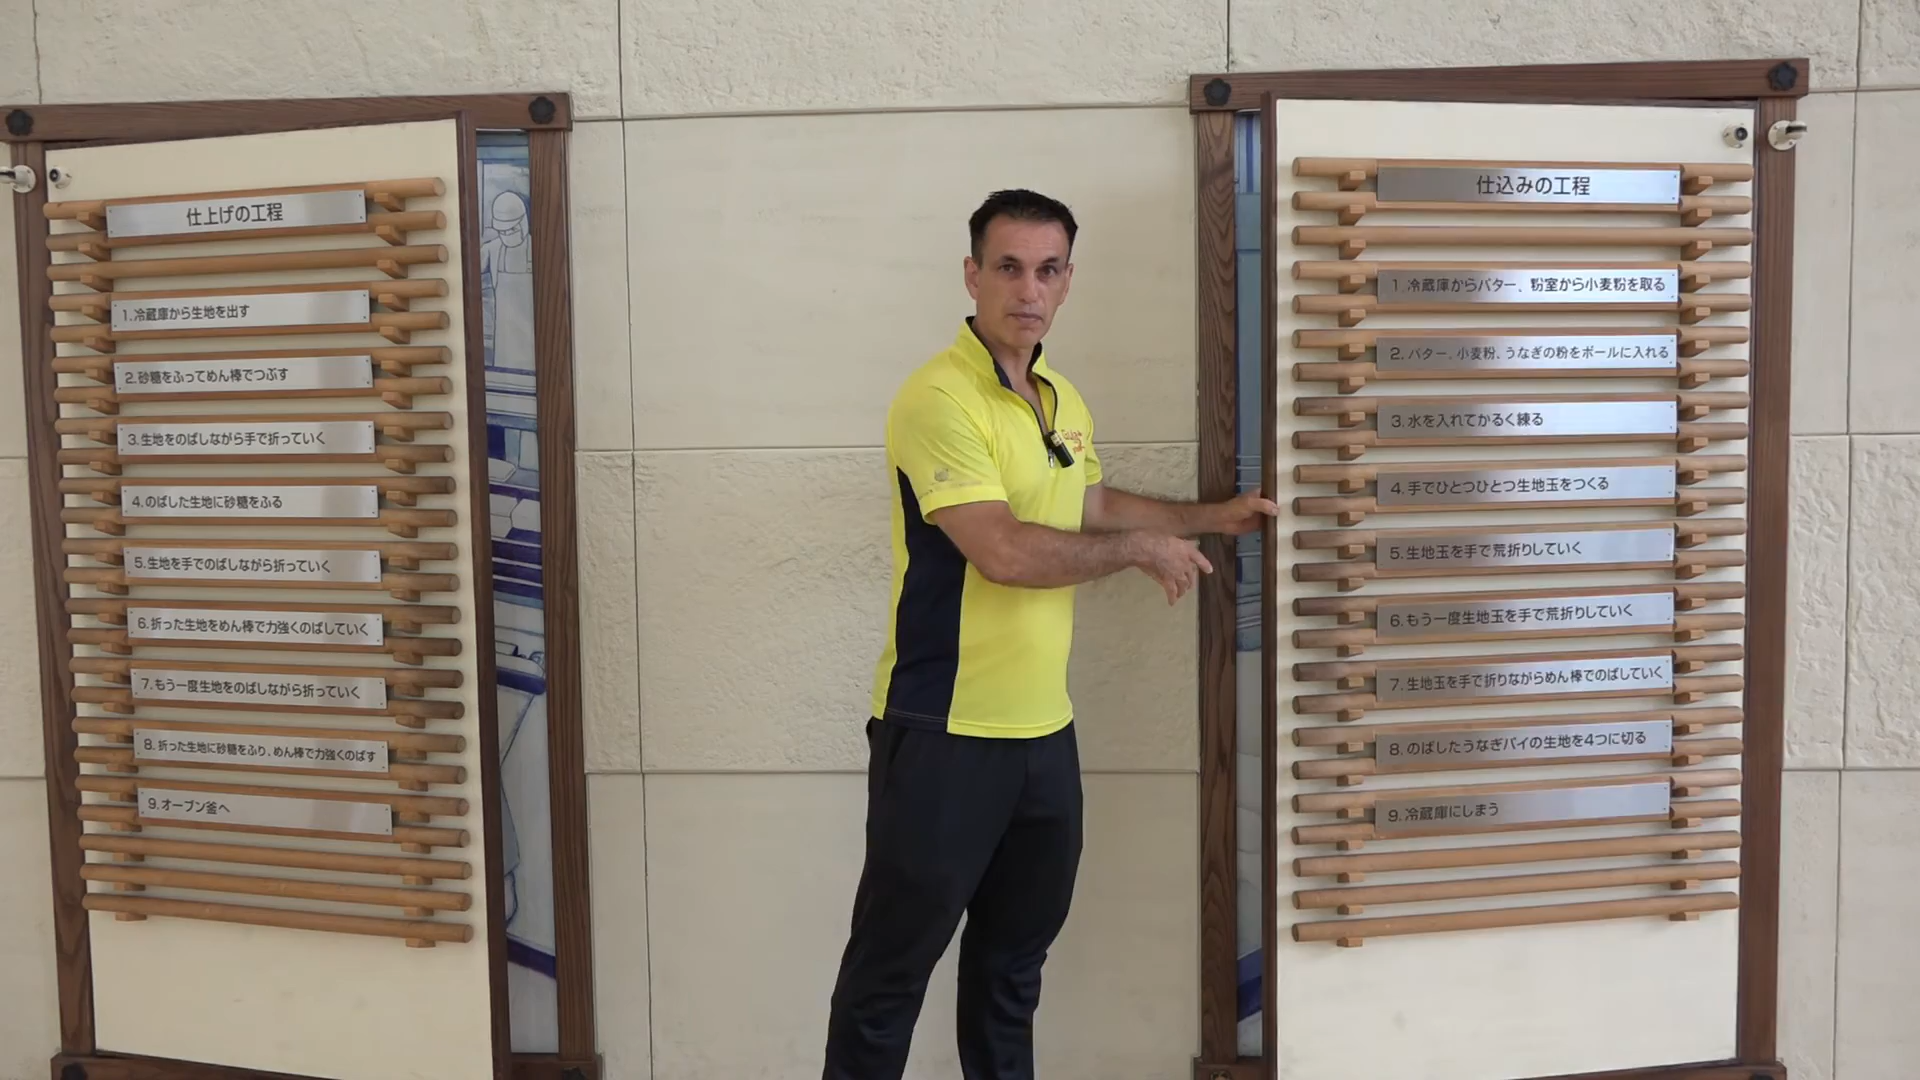 仕上げの工程
1.冷蔵庫から生地を出す
2.砂糖をふってめん棒でつぶす
3.生地をのばしながら手で折っていく
4.のばした生地に砂糖をふる
5.生地を手でのばしながら折っていく
6.折った生地をめん棒で力強くのばしていく
7.もう一度生地をのばしながら折っていく
8.折った生地に砂糖をふり、めん棒で力強くのばす
9.オーブン釜へ
仕込みの工程
1.冷蔵庫からバター、粉室から小麦粉を取る
2.バター、小麦粉、うなぎの粉をボールに入れる
3.水を入れてかるく練る
4.手でひとつひとつ生地玉をつくる
5.生地玉を手で荒折りしていく
6.もう一度生地玉を手で荒折りしていく
7.生地玉を手で折りながらめん棒でのばしていく
8.のばしたうなぎパイの生地を4つに切る
9.冷蔵庫にしまう